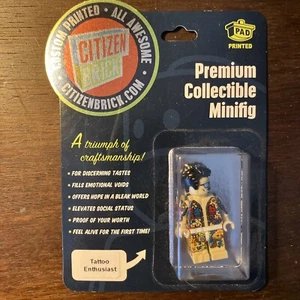 CUSTOM PRINTED • ALL AWESOME •
CITIZEN
BRICK
CITIZENBRICK.COM
PAD
PRINTED
Premium
Collectible
Minifig
A triumph of
craftsmanship!
• FOR DISCERNING TASTES
• FILLS EMOTIONAL VOIDS
• OFFERS HOPE IN A BLEAK WORLD
• ELEVATES SOCIAL STATUS
• PROOF OF YOUR WORTH
• FEEL ALIVE FOR THE FIRST TIME!
Tattoo
Enthusiast